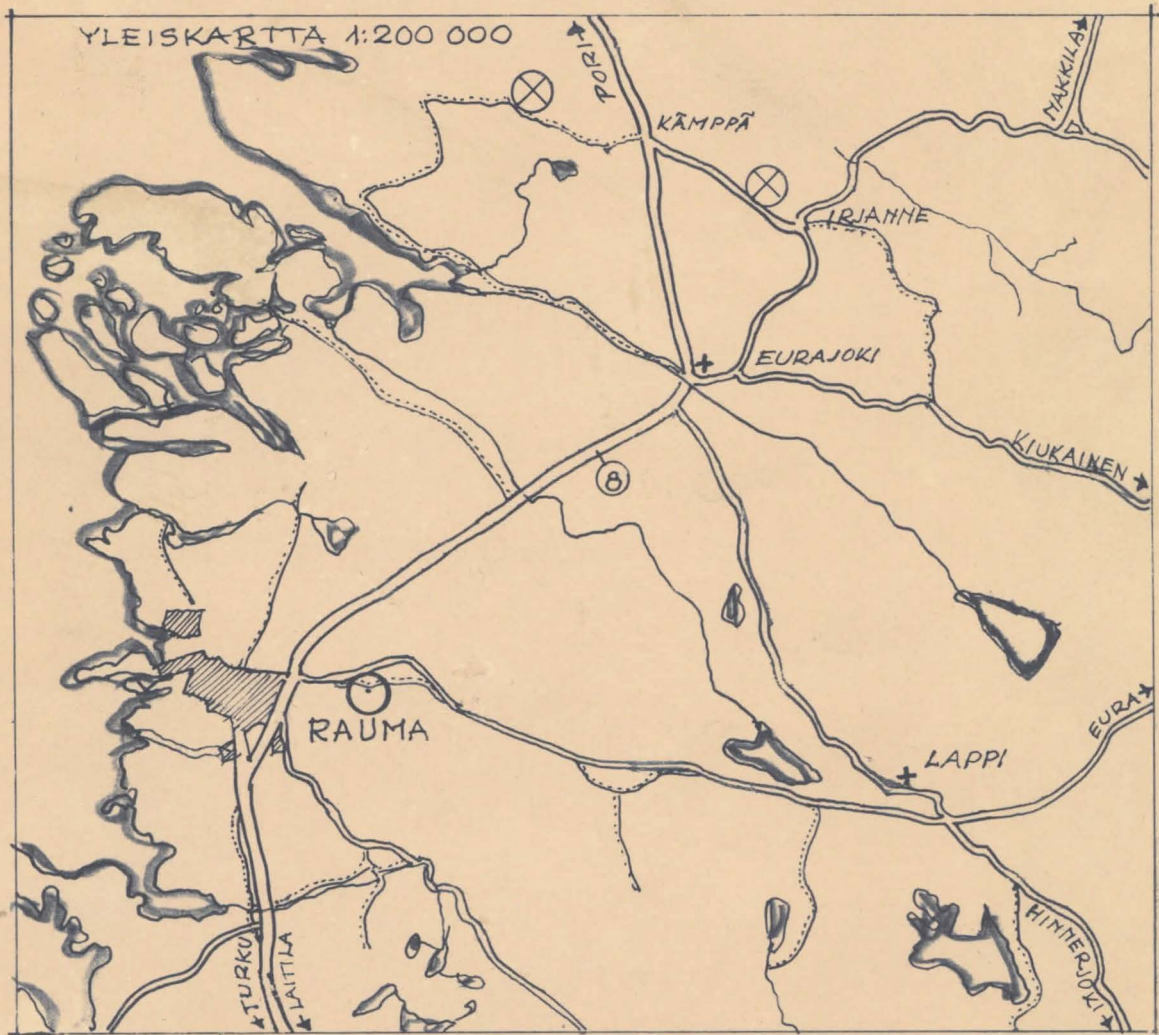 YLEISKARTTA 1:200 000
PORI
NAKKILA
KÄMPPÄ
IRJANNE
EURAJOKI
KIUKAINEN
8
EURA
RAUMA
LAPPI
HINNERJOKI
TURKU
LAITILA